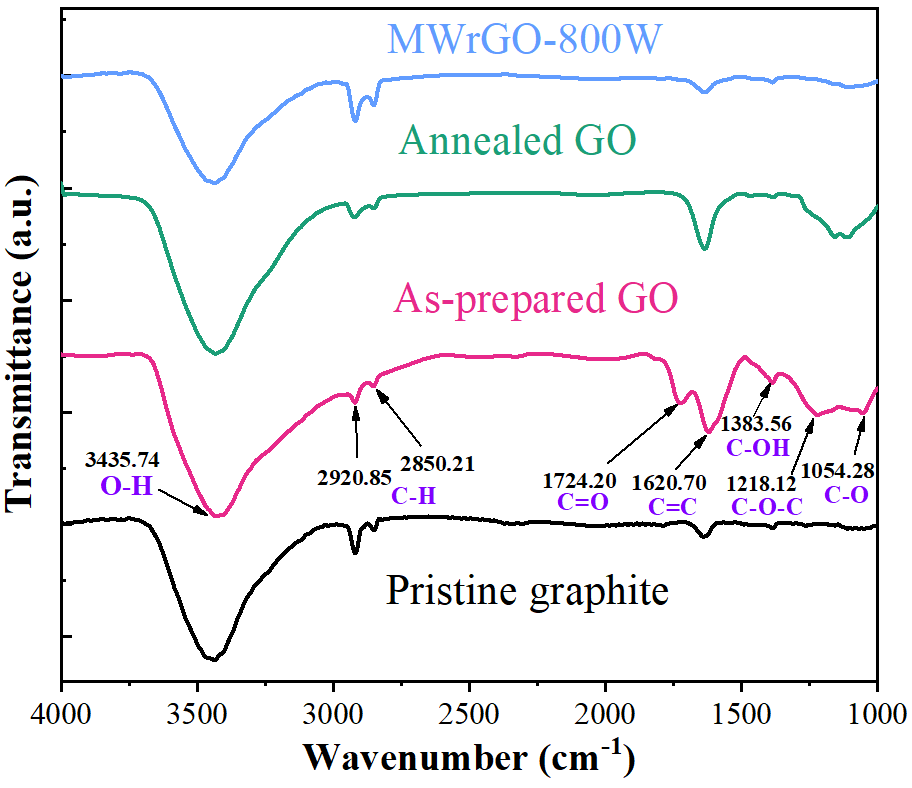 MWrGO-800W
Annealed GO
As-prepared GO
3435.74
O-H
2920.85
2850.21
C-H
1724.20
C=O
1620.70
C=C
1383.56
C-OH
1218.12
C-O-C
1054.28
C-O
Pristine graphite
Transmittance (a.u.)
4000 3500 3000 2500 2000 1500 1000
Wavenumber (cm-1)